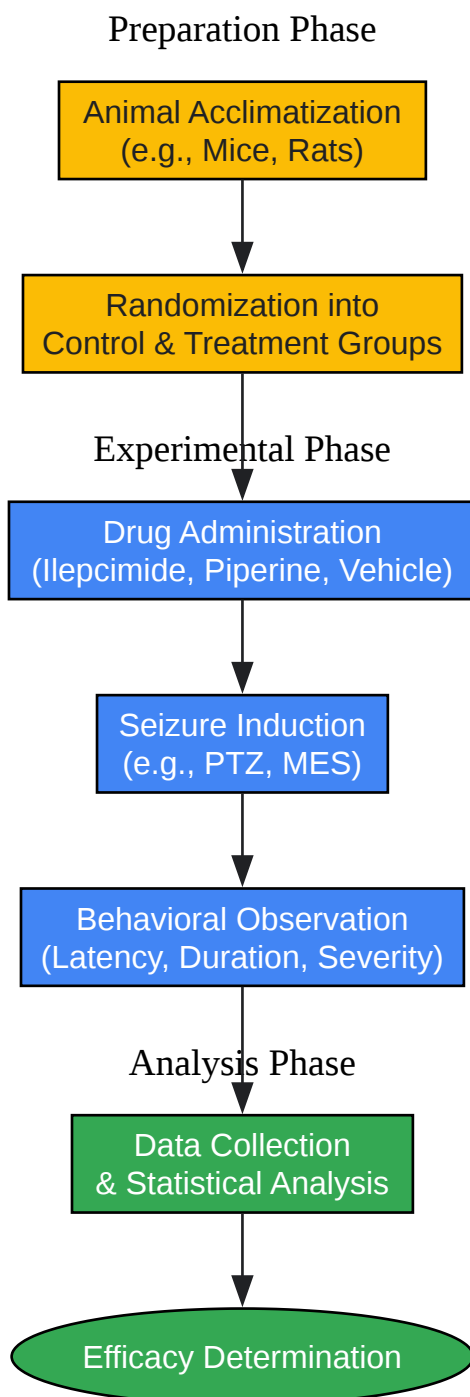 Preparation Phase
Animal Acclimatization
(e.g., Mice, Rats)
Randomization into
Control & Treatment Groups
Experimental Phase
Drug Administration
(Ilepcimide, Piperine, Vehicle)
Seizure Induction
(e.g., PTZ, MES)
Behavioral Observation
(Latency, Duration, Severity)
Analysis Phase
Data Collection
& Statistical Analysis
Efficacy Determination